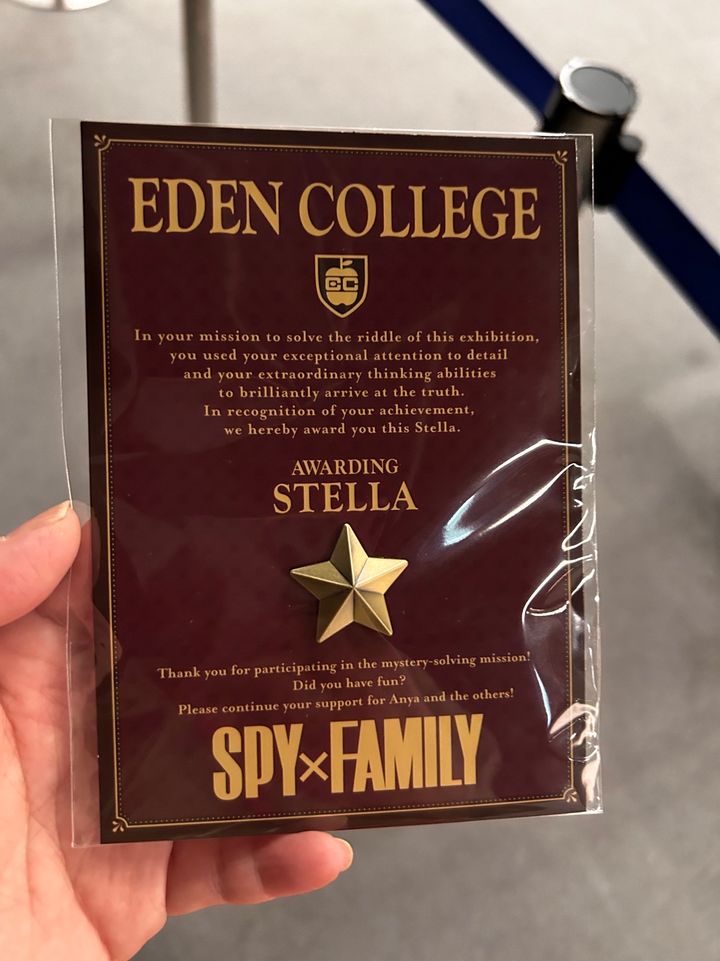 EDEN COLLEGE
EC
In your mission to solve the riddle of this exhibition,
you used your exceptional attention to detail
and your extraordinary thinking abilities
to brilliantly arrive at the truth.
In recognition of your achievement,
we hereby award you this Stella.
AWARDING
STELLA
Thank you for participating in the mystery-solving mission!
Did you have fun?
Please continue your support for Anya and the others!
SPY×FAMILY